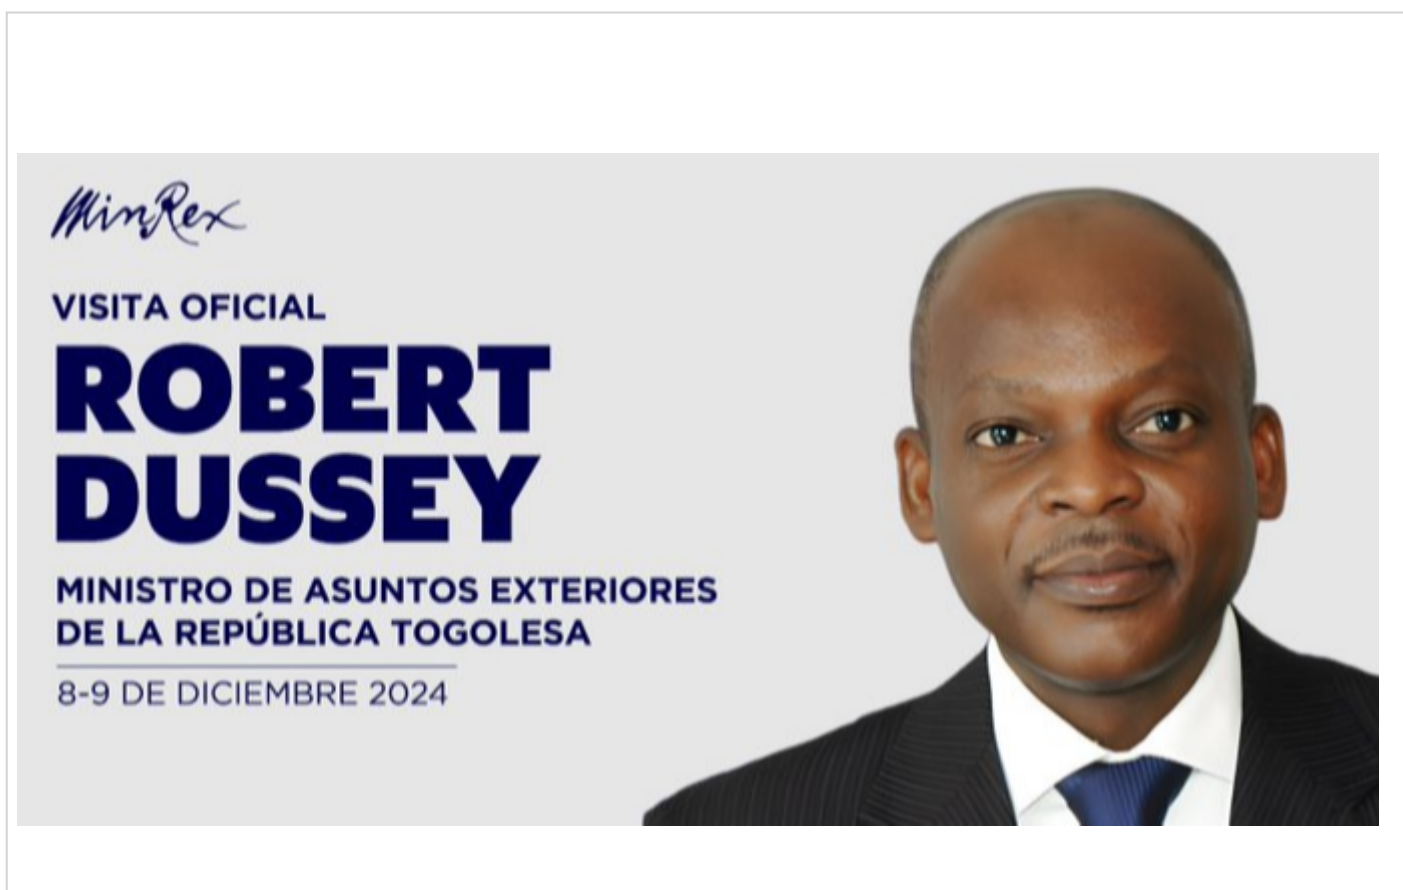 MinRex
VISITA OFICIAL
ROBERT
DUSSEY
MINISTRO DE ASUNTOS EXTERIORES
DE LA REPÚBLICA TOGOLESA
8-9 DE DICIEMBRE 2024